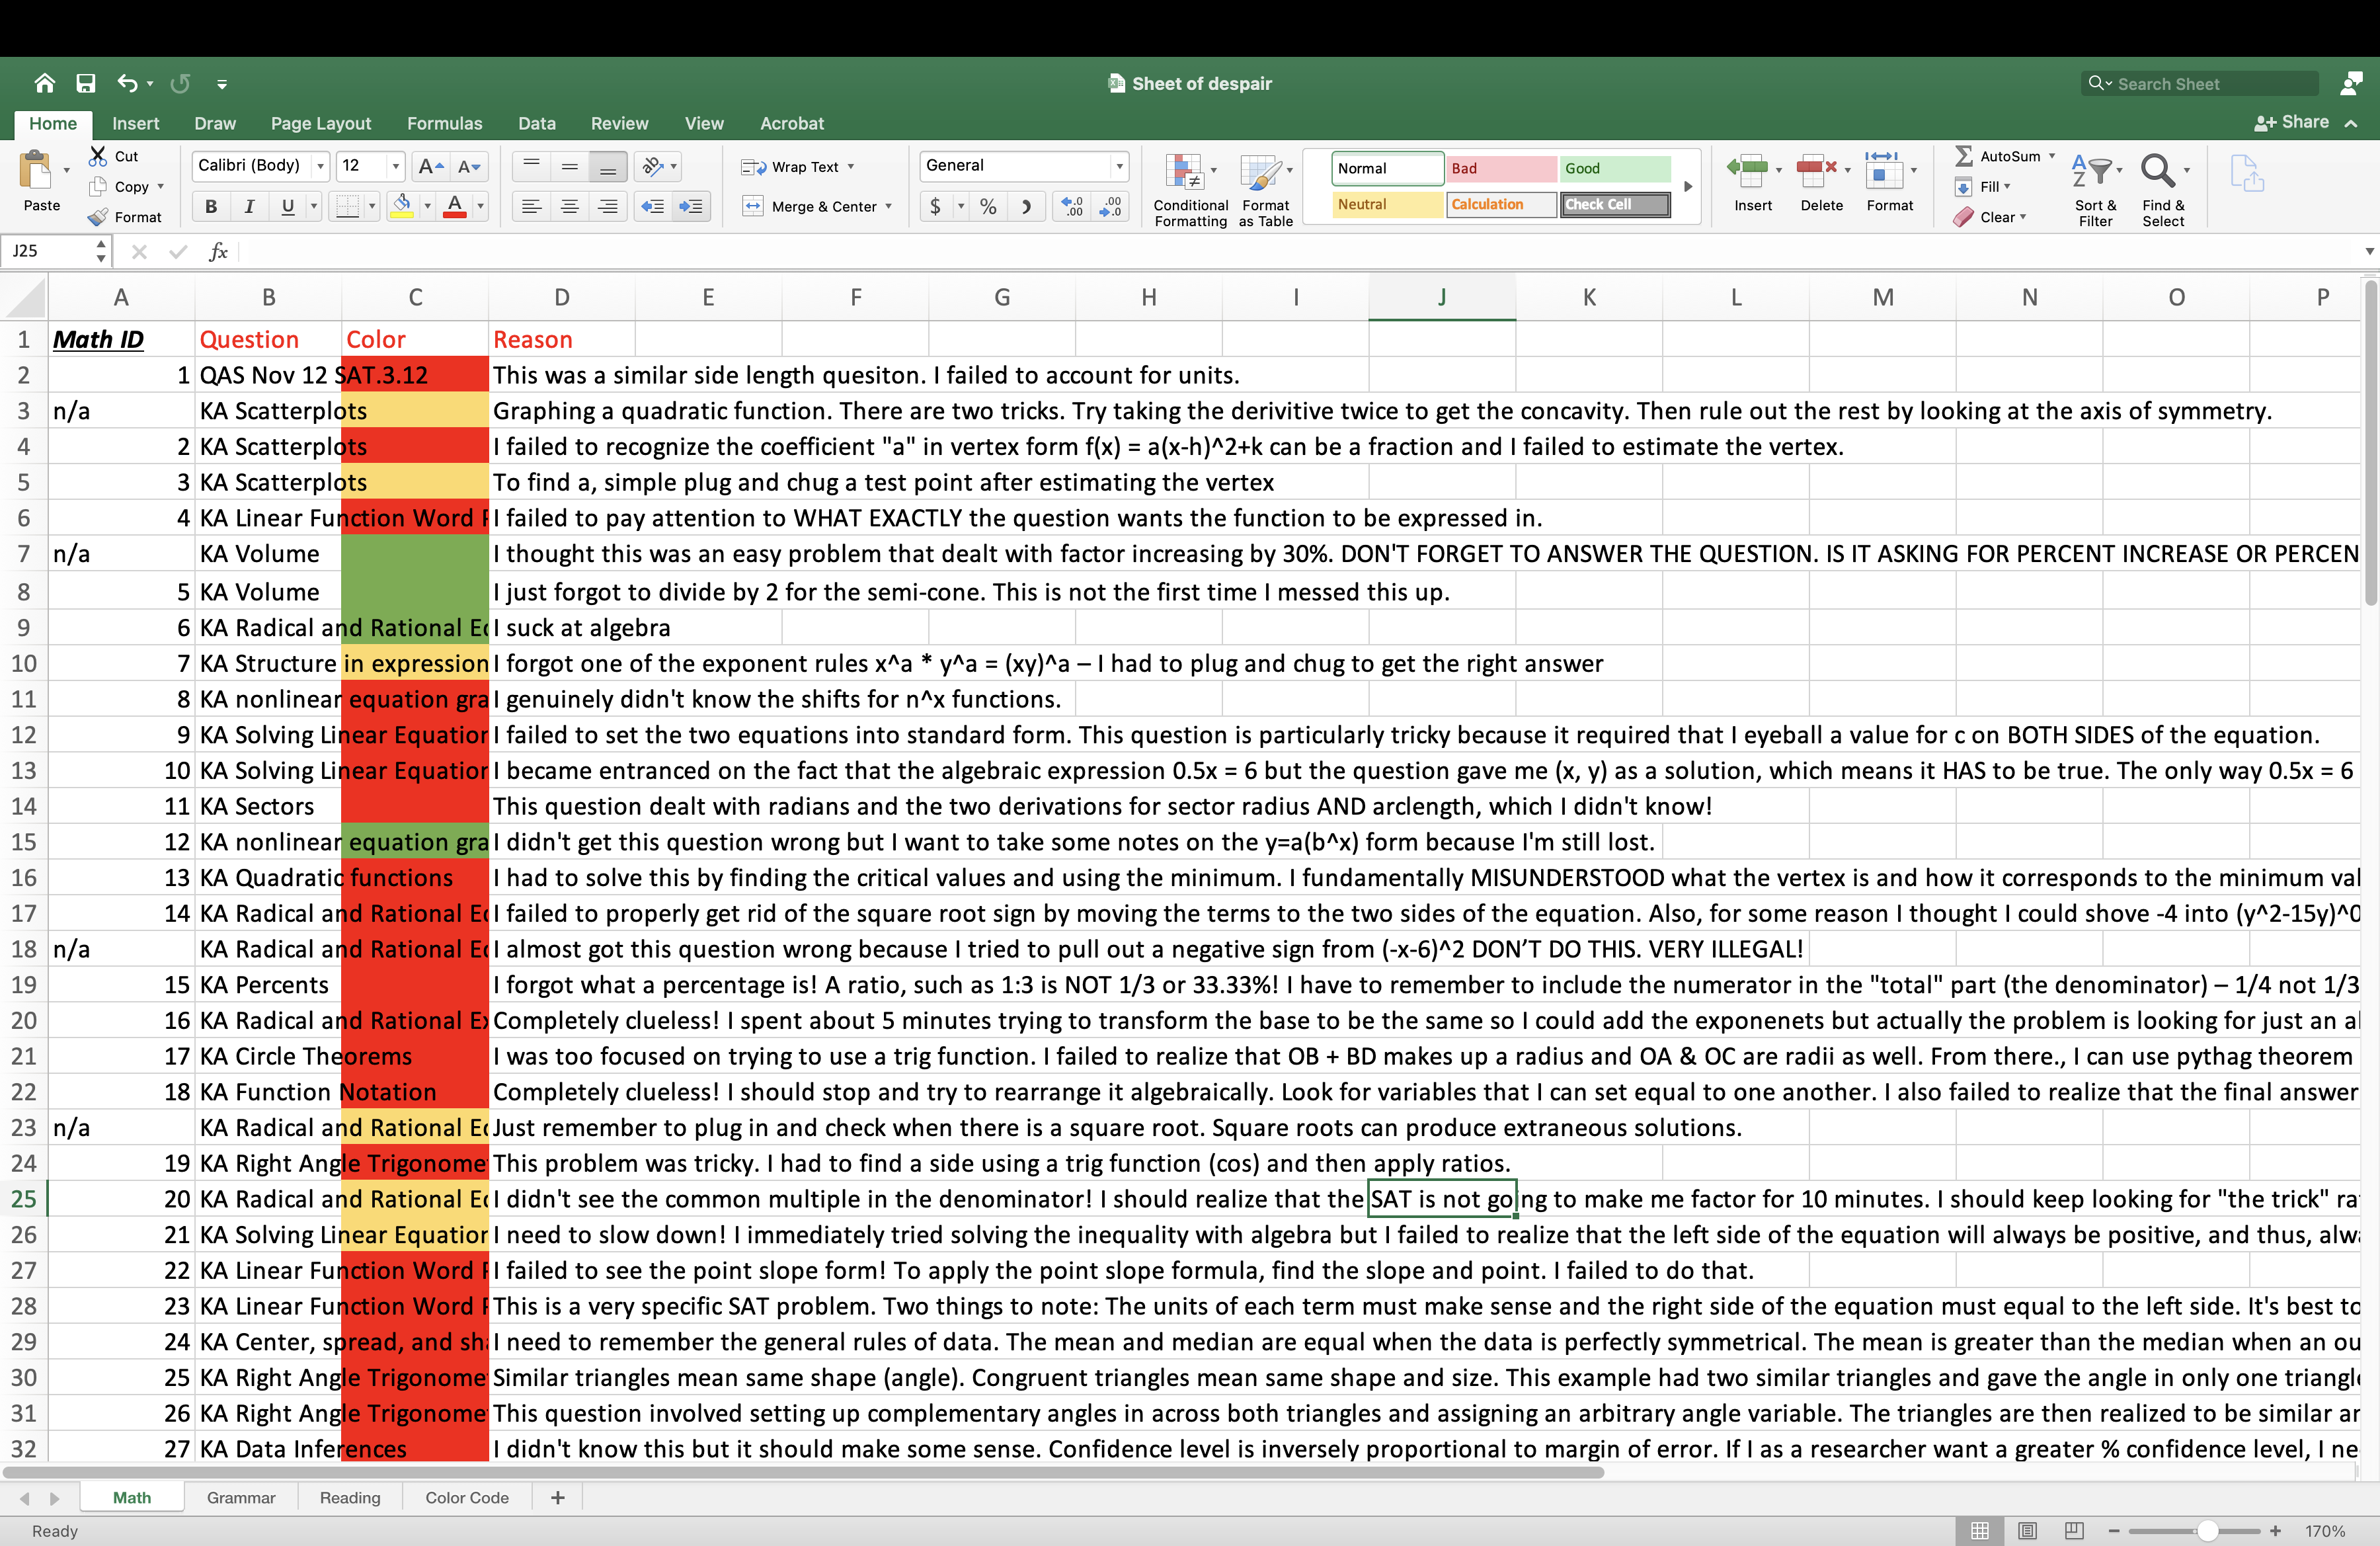 Sheet of despair
Search Sheet
Home Insert Draw Page Layout Formulas Data Review View Acrobat
Share
Paste
Cut
Copy
Format
Calibri (Body) 12
B I U
Wrap Text
Merge & Center
General
$ %
Conditional Formatting
Format as Table
Normal Bad Good
Neutral Calculation Check Cell
Insert Delete Format
AutoSum
Fill
Clear
Sort & Filter
Find & Select
J25 fx
A B C D E F G H I J K L M N O P
1 Math ID Question Color Reason
2 1 QAS Nov 12 SAT.3.12 This was a similar side length quesiton. I failed to account for units.
3 n/a KA Scatterplots Graphing a quadratic function. There are two tricks. Try taking the derivitive twice to get the concavity. Then rule out the rest by looking at the axis of symmetry.
4 2 KA Scatterplots I failed to recognize the coefficient "a" in vertex form f(x) = a(x-h)^2+k can be a fraction and I failed to estimate the vertex.
5 3 KA Scatterplots To find a, simple plug and chug a test point after estimating the vertex
6 4 KA Linear Function Word I failed to pay attention to WHAT EXACTLY the question wants the function to be expressed in.
7 n/a KA Volume I thought this was an easy problem that dealt with factor increasing by 30%. DON'T FORGET TO ANSWER THE QUESTION. IS IT ASKING FOR PERCENT INCREASE OR PERCEN
8 5 KA Volume I just forgot to divide by 2 for the semi-cone. This is not the first time I messed this up.
9 6 KA Radical and Rational I suck at algebra
10 7 KA Structure in expression I forgot one of the exponent rules x^a * y^a = (xy)^a – I had to plug and chug to get the right answer
11 8 KA nonlinear equation gra I genuinely didn't know the shifts for n^x functions.
12 9 KA Solving Linear Equation I failed to set the two equations into standard form. This question is particularly tricky because it required that I eyeball a value for c on BOTH SIDES of the equation.
13 10 KA Solving Linear Equation I became entranced on the fact that the algebraic expression 0.5x = 6 but the question gave me (x, y) as a solution, which means it HAS to be true. The only way 0.5x = 6
14 11 KA Sectors This question dealt with radians and the two derivations for sector radius AND arclength, which I didn't know!
15 12 KA nonlinear equation gra I didn't get this question wrong but I want to take some notes on the y=a(b^x) form because I'm still lost.
16 13 KA Quadratic functions I had to solve this by finding the critical values and using the minimum. I fundamentally MISUNDERSTOOD what the vertex is and how it corresponds to the minimum val
17 14 KA Radical and Rational I failed to properly get rid of the square root sign by moving the terms to the two sides of the equation. Also, for some reason I thought I could shove -4 into (y^2-15y)^0
18 n/a KA Radical and Rational I almost got this question wrong because I tried to pull out a negative sign from (-x-6)^2 DON’T DO THIS. VERY ILLEGAL!
19 15 KA Percents I forgot what a percentage is! A ratio, such as 1:3 is NOT 1/3 or 33.33%! I have to remember to include the numerator in the "total" part (the denominator) – 1/4 not 1/3
20 16 KA Radical and Rational Completely clueless! I spent about 5 minutes trying to transform the base to be the same so I could add the exponenets but actually the problem is looking for just an al
21 17 KA Circle Theorems I was too focused on trying to use a trig function. I failed to realize that OB + BD makes up a radius and OA & OC are radii as well. From there., I can use pythag theorem
22 18 KA Function Notation Completely clueless! I should stop and try to rearrange it algebraically. Look for variables that I can set equal to one another. I also failed to realize that the final answer
23 n/a KA Radical and Rational Just remember to plug in and check when there is a square root. Square roots can produce extraneous solutions.
24 19 KA Right Angle Trigonome This problem was tricky. I had to find a side using a trig function (cos) and then apply ratios.
25 20 KA Radical and Rational I didn't see the common multiple in the denominator! I should realize that the SAT is not going to make me factor for 10 minutes. I should keep looking for "the trick" ra
26 21 KA Solving Linear Equation I need to slow down! I immediately tried solving the inequality with algebra but I failed to realize that the left side of the equation will always be positive, and thus, alw
27 22 KA Linear Function Word I failed to see the point slope form! To apply the point slope formula, find the slope and point. I failed to do that.
28 23 KA Linear Function Word This is a very specific SAT problem. Two things to note: The units of each term must make sense and the right side of the equation must equal to the left side. It's best to
29 24 KA Center, spread, and sha I need to remember the general rules of data. The mean and median are equal when the data is perfectly symmetrical. The mean is greater than the median when an ou
30 25 KA Right Angle Trigonome Similar triangles mean same shape (angle). Congruent triangles mean same shape and size. This example had two similar triangles and gave the angle in only one triangl
31 26 KA Right Angle Trigonome This question involved setting up complementary angles in across both triangles and assigning an arbitrary angle variable. The triangles are then realized to be similar ar
32 27 KA Data Inferences I didn't know this but it should make some sense. Confidence level is inversely proportional to margin of error. If I as a researcher want a greater % confidence level, I ne
Math Grammar Reading Color Code +
Ready
170%